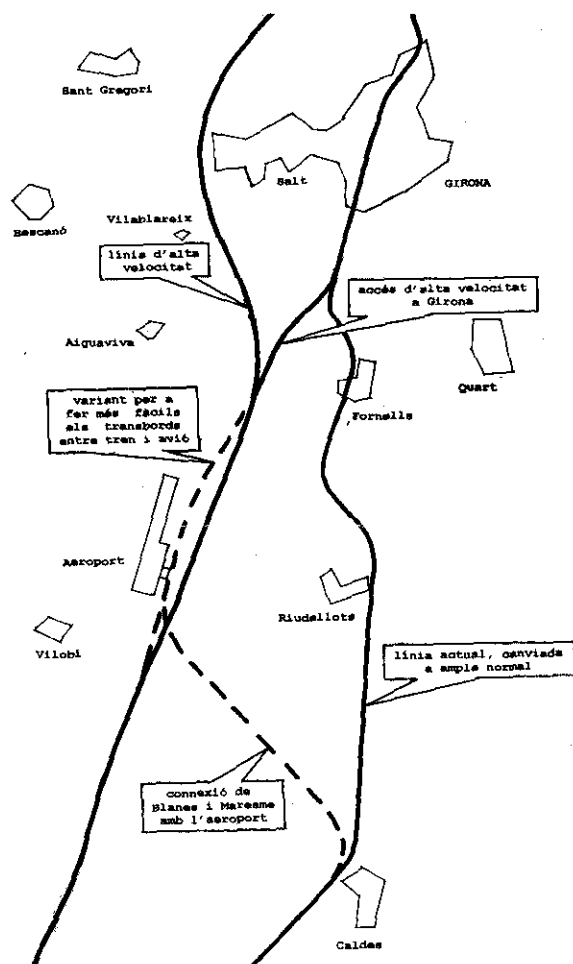 Sant Gregori
Salt
GIRONA
Bescanó
Vilablareix
línia d'alta
velocitat
accés d'alta velocitat
a Girona
Aiguaviva
Quart
variant per a
fer més fàcils
els transbords
entre tren i avió
Fornells
Aeroport
Riudellots
Vilobí
línia actual, canviada
a ample normal
connexió de
Blanes i Maresme
amb l'aeroport
Caldes